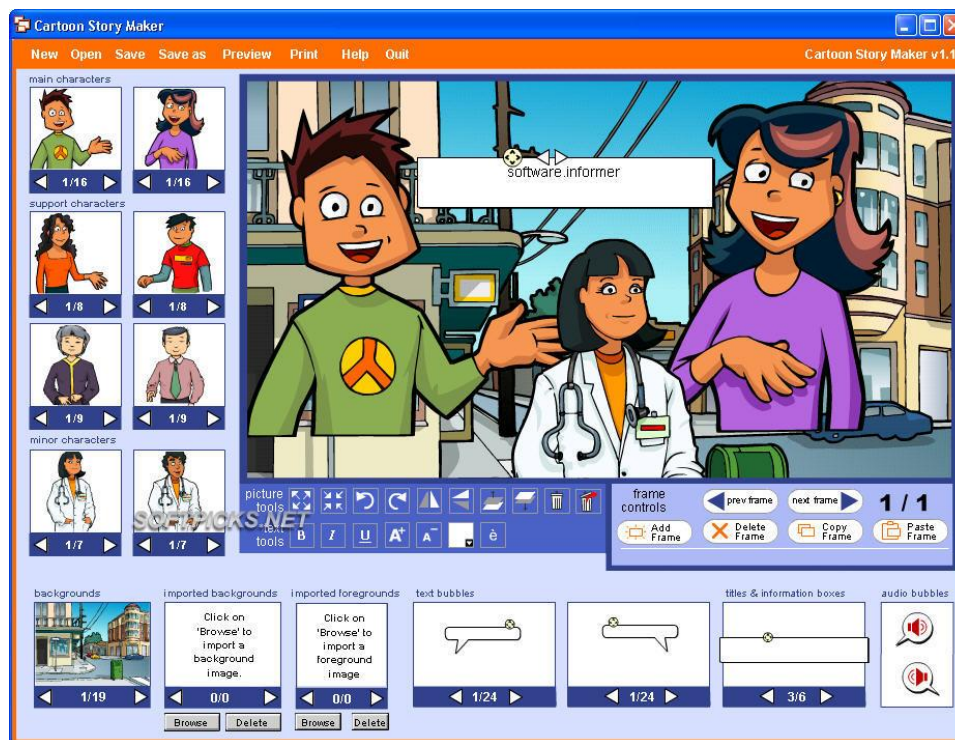 Cartoon Story Maker
New Open Save Save as Preview Print Help Quit Cartoon Story Maker v1.1
main characters
1/16 1/16
software.informer
support characters
1/8 1/8
1/9 1/9
minor characters
1/7 1/7
SOFTPICKS.NET
picture tools
text tools
B I U A+ A- è
frame controls
prev frame next frame 1 / 1
Add Frame Delete Frame Copy Frame Paste Frame
backgrounds imported backgrounds imported foregrounds text bubbles titles & information boxes audio bubbles
Click on 'Browse' to import a background image.
Click on 'Browse' to import a foreground image
1/19 0/0 0/0 1/24 1/24 3/6
Browse Delete Browse Delete